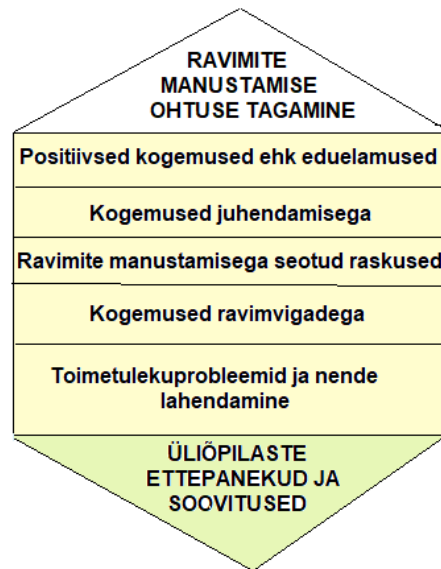 RAVIMITE
MANUSTAMISE
OHTUSE TAGAMINE
Positiivsed kogemused ehk eduelamused
Kogemused juhendamisega
Ravimite manustamisega seotud raskused
Kogemused ravimvigadega
Toimetulekuprobleemid ja nende
lahendamine
ÜLIÕPILASTE
ETTEPANEKUD JA
SOOVITUSED